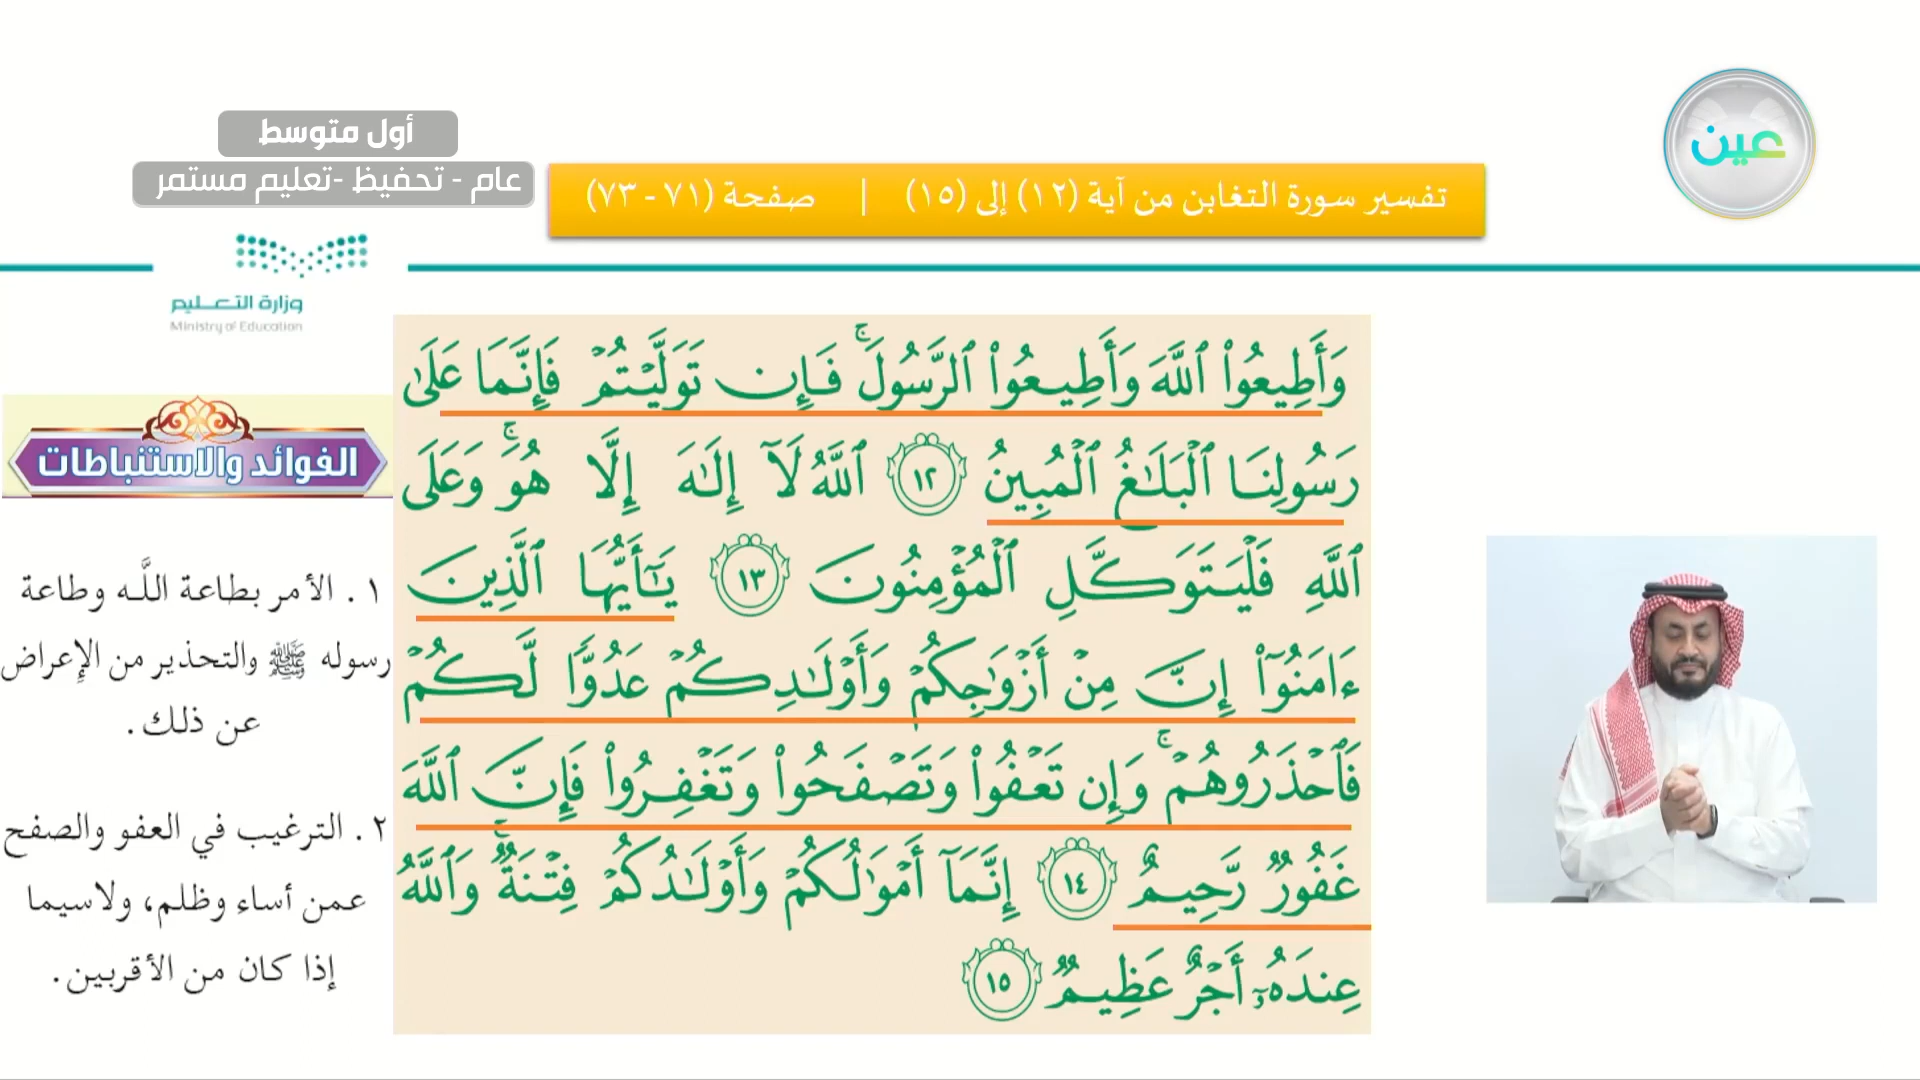 أول متوسط
عام - تحفيظ -تعليم مستمر
تفسير سورة التغابن من آية (١٢) إلى (١٥) | صفحة (٧١ - ٧٣)
عين
وزارة التعـليم
Ministry of Education
وَأَطِيعُوا۟ ٱللَّهَ وَأَطِيعُوا۟ ٱلرَّسُولَۚ فَإِن تَوَلَّيْتُمْ فَإِنَّمَا عَلَىٰ
رَسُولِنَا ٱلْبَلَـٰغُ ٱلْمُبِينُ ١٢ ٱللَّهُ لَآ إِلَـٰهَ إِلَّا هُوَۚ وَعَلَى
ٱللَّهِ فَلْيَتَوَكَّلِ ٱلْمُؤْمِنُونَ ١٣ يَـٰٓأَيُّهَا ٱلَّذِينَ
ءَامَنُوٓا۟ إِنَّ مِنْ أَزْوَٰجِكُمْ وَأَوْلَـٰدِكُمْ عَدُوًّا لَّكُمْ
فَٱحْذَرُوهُمْۚ وَإِن تَعْفُوا۟ وَتَصْفَحُوا۟ وَتَغْفِرُوا۟ فَإِنَّ ٱللَّهَ
غَفُورٌ رَّحِيمٌ ١٤ إِنَّمَآ أَمْوَٰلُكُمْ وَأَوْلَـٰدُكُمْ فِتْنَةٌۚ وَٱللَّهُ
عِندَهُۥٓ أَجْرٌ عَظِيمٌ ١٥
الفوائد والاستنباطات
١. الأمر بطاعة اللَّـه وطاعة
رسوله ﷺ والتحذير من الإعراض
عن ذلك.
٢. الترغيب في العفو والصفح
عمن أساء وظلم، ولاسيما
إذا كان من الأقربين.